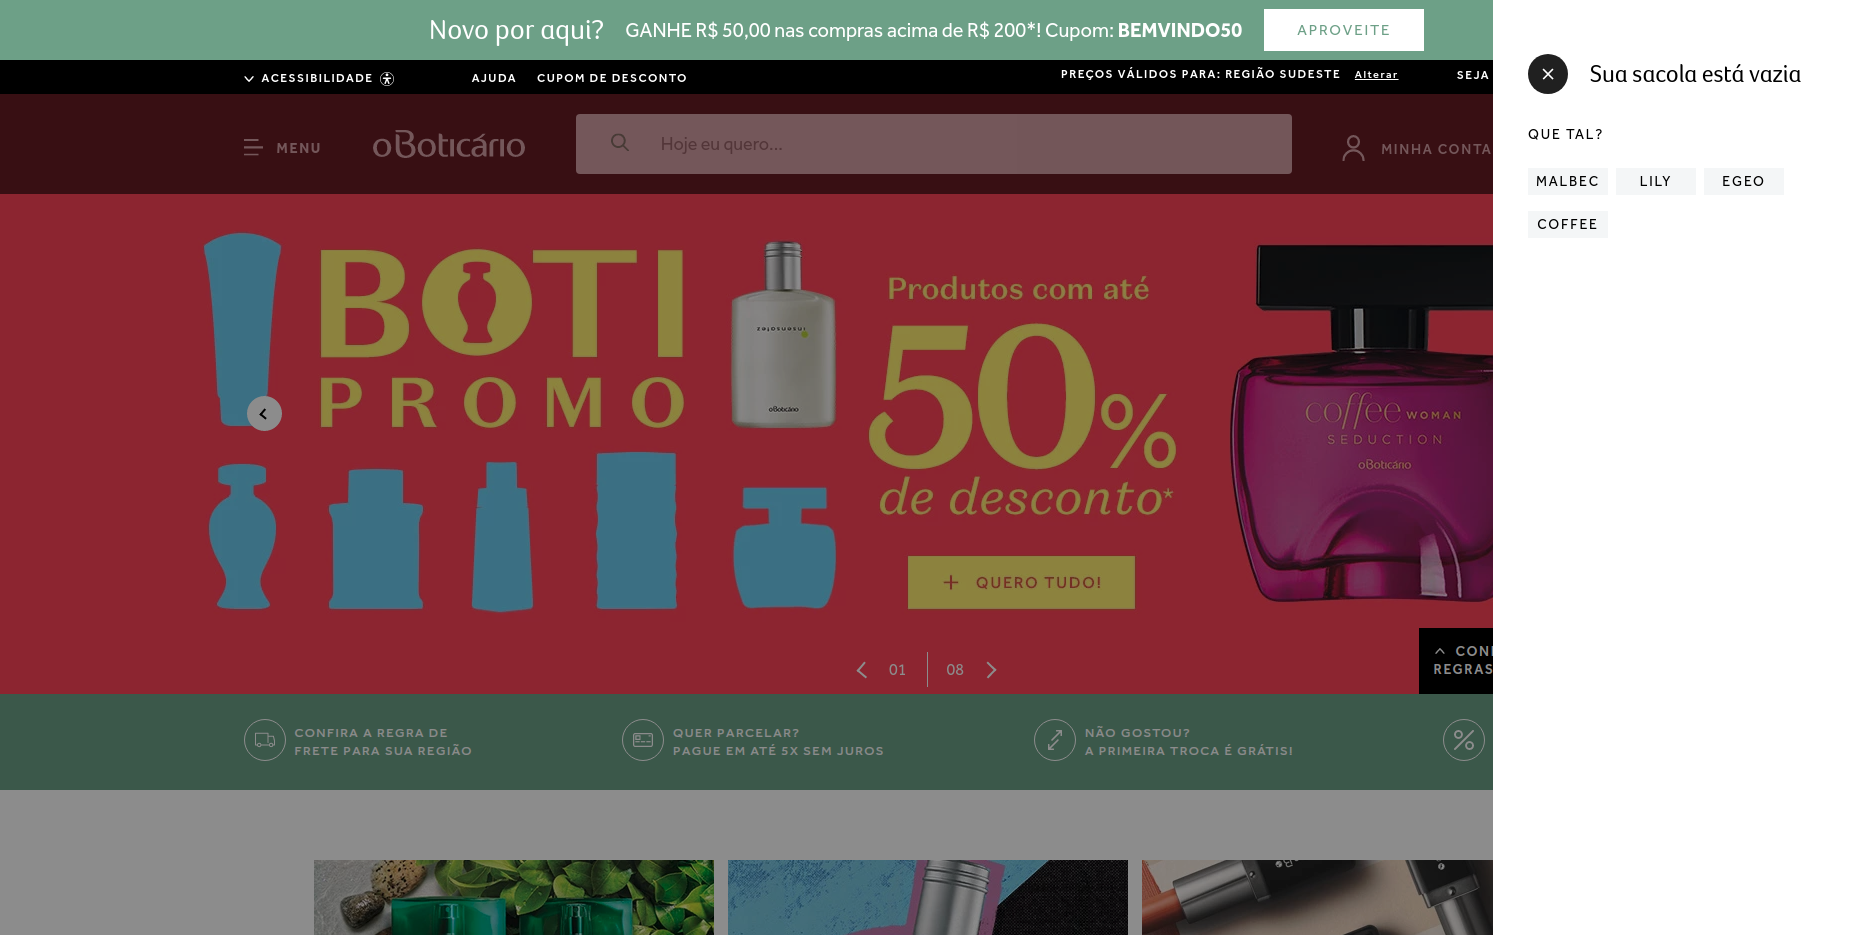 Novo por aqui? GANHE R$ 50,00 nas compras acima de R$ 200*! Cupom: BEMVINDO50 APROVEITE
ACESSIBILIDADE AJUDA CUPOM DE DESCONTO PREÇOS VÁLIDOS PARA: REGIÃO SUDESTE Alterar SEJA
MENU oBoticário Hoje eu quero... MINHA CONTA
Sua sacola está vazia
QUE TAL?
MALBEC LILY EGEO
COFFEE
BOTI
PROMO
insensatez
oBoticário
Produtos com até
50%
de desconto*
+ QUERO TUDO!
coffee WOMAN
SEDUCTION
oBoticário
01 08
REGRAS
CONFIRA A REGRA DE
FRETE PARA SUA REGIÃO
QUER PARCELAR?
PAGUE EM ATÉ 5X SEM JUROS
NÃO GOSTOU?
A PRIMEIRA TROCA É GRÁTIS!